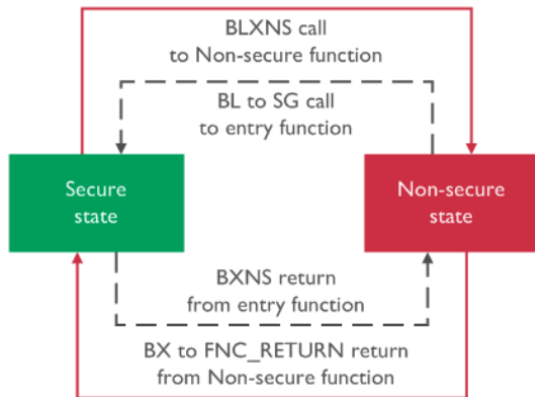 BLXNS call
to Non-secure function
BL to SG call
to entry function
Secure
state
Non-secure
state
BXNS return
from entry function
BX to FNC_RETURN return
from Non-secure function